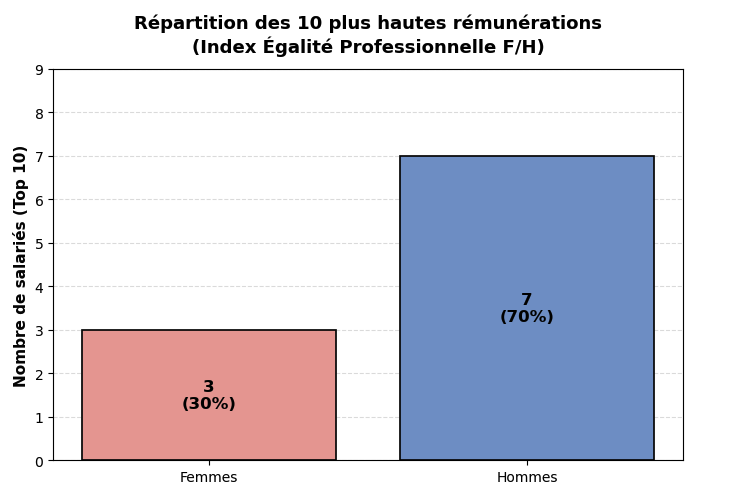 Répartition des 10 plus hautes rémunérations
(Index Égalité Professionnelle F/H)
Nombre de salariés (Top 10)
9
8
7
6
5
4
3
2
1
0
3
(30%)
7
(70%)
Femmes
Hommes